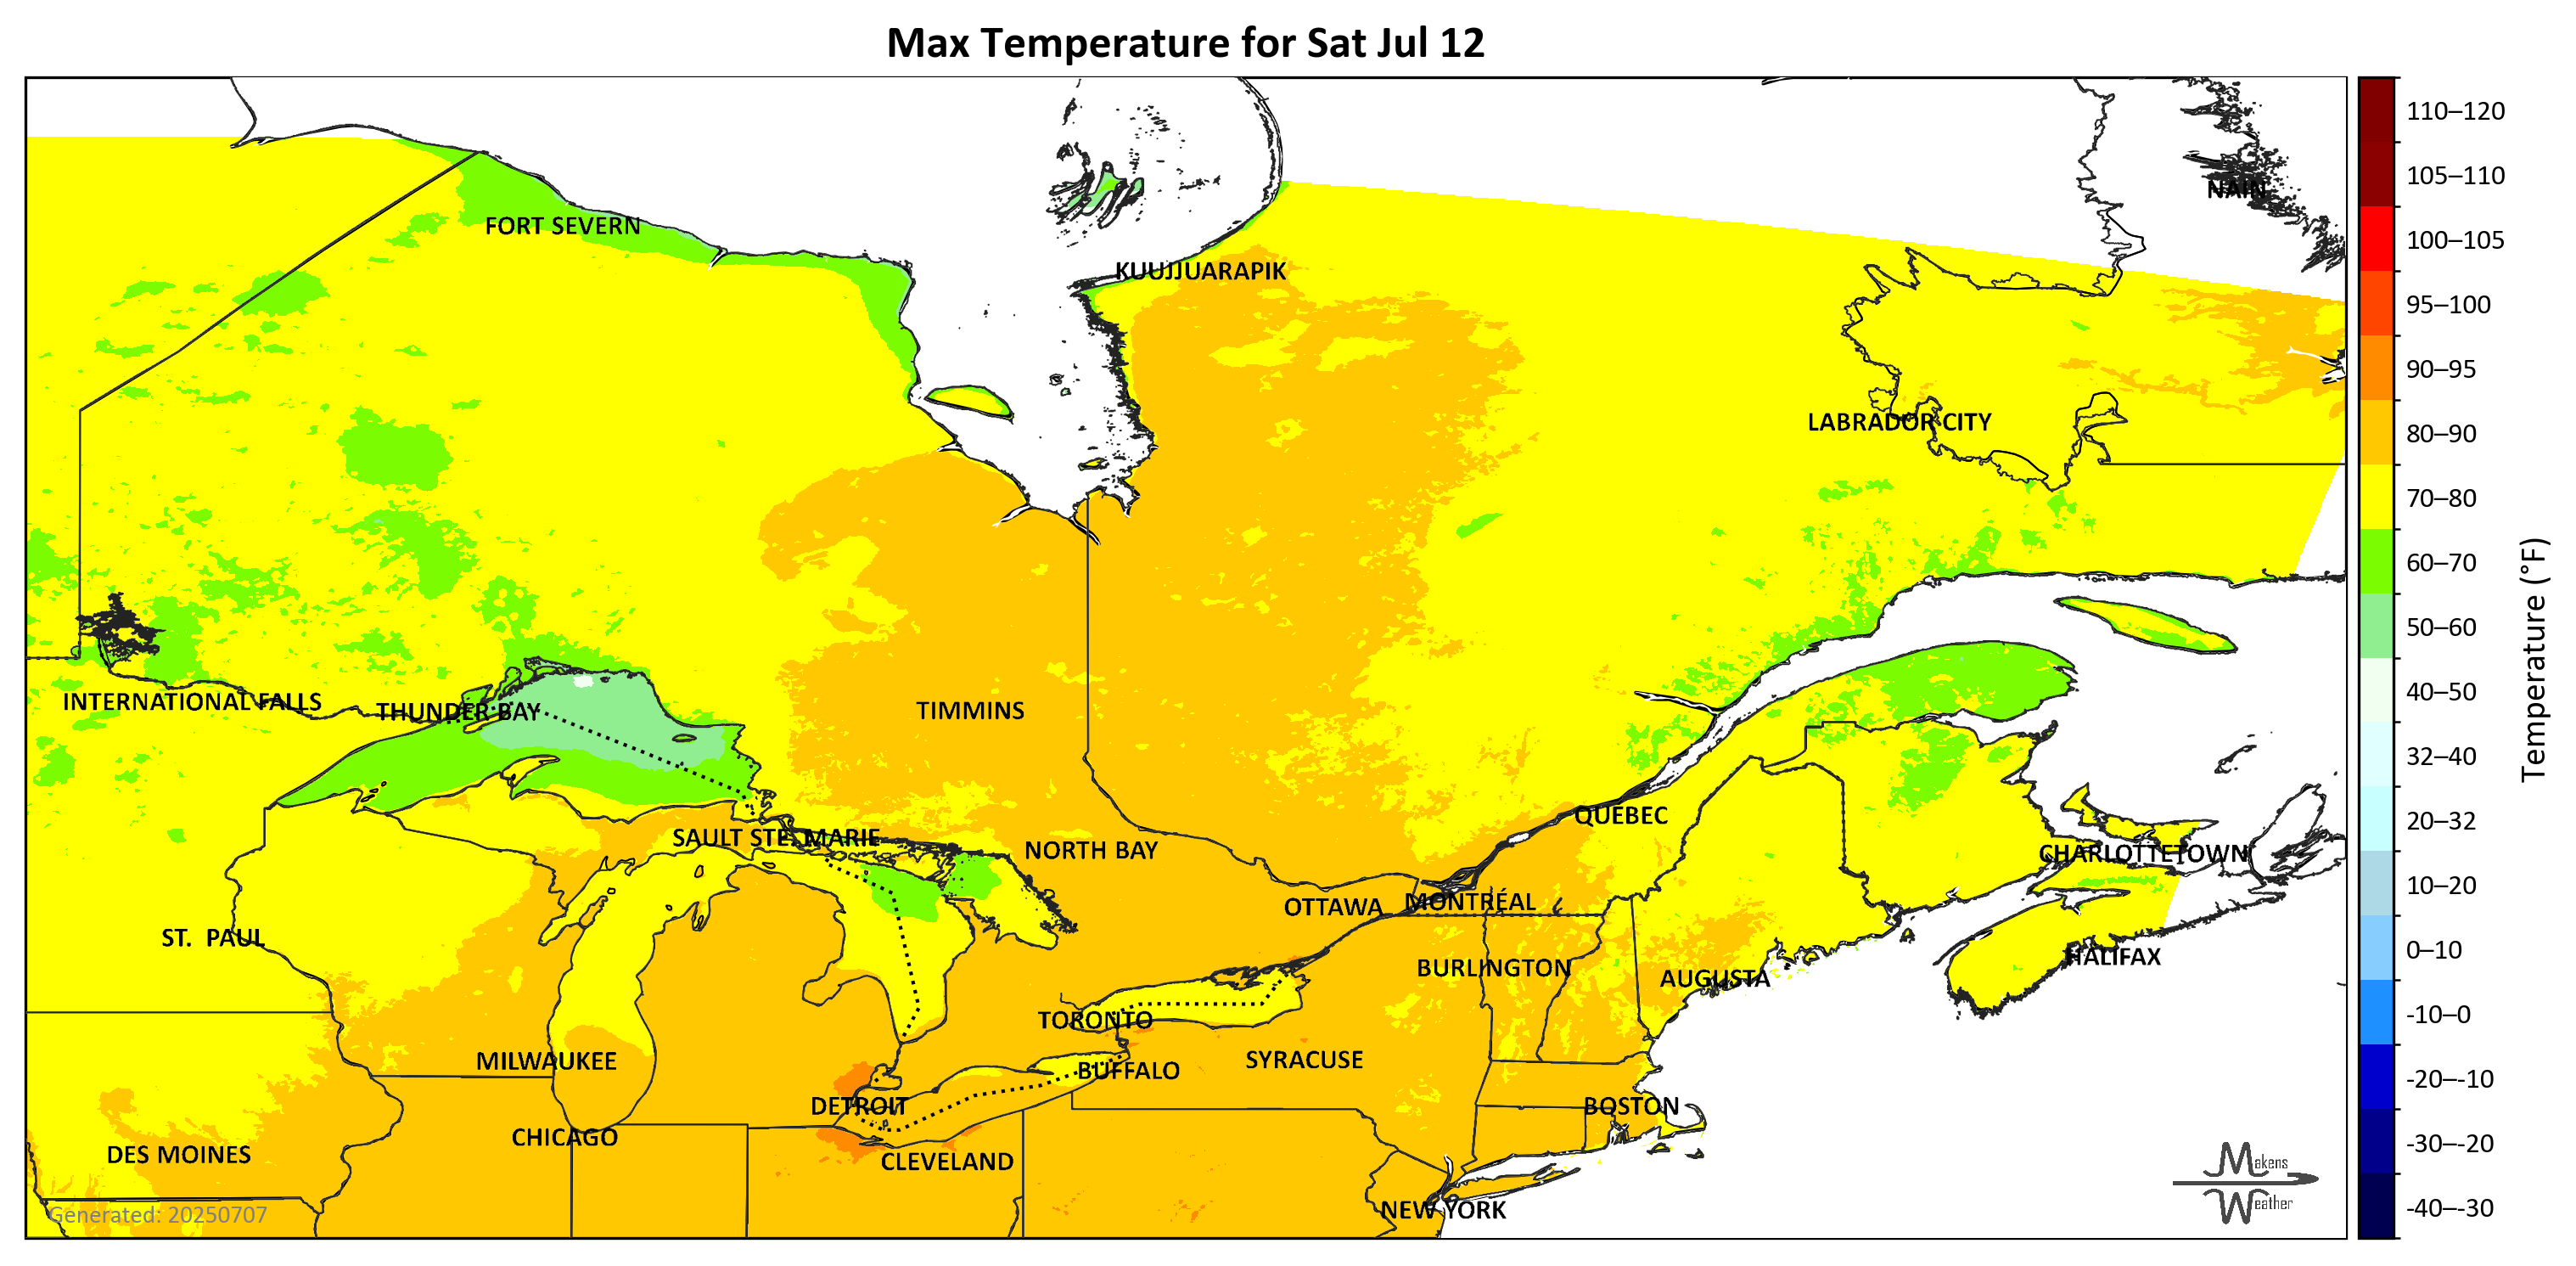 Max Temperature for Sat Jul 12
NAIN
FORT SEVERN
KUUJJUARAPIK
LABRADOR CITY
INTERNATIONAL FALLS
THUNDER BAY
TIMMINS
QUÉBEC
SAULT STE. MARIE
NORTH BAY
CHARLOTTETOWN
OTTAWA
MONTRÉAL
ST.  PAUL
HALIFAX
BURLINGTON
AUGUSTA
TORONTO
MILWAUKEE
SYRACUSE
BUFFALO
DETROIT
BOSTON
CHICAGO
DES MOINES
CLEVELAND
NEW YORK
Generated: 20250707
Makens
Weather
110–120
105–110
100–105
95–100
90–95
80–90
70–80
60–70
50–60
40–50
32–40
20–32
10–20
0–10
-10–0
-20–-10
-30–-20
-40–-30
Temperature (°F)